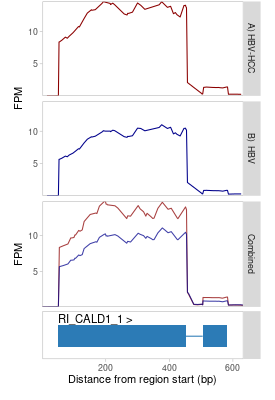 10
5
A) HBV-HCC
FPM
10
5
B) HBV
10
5
FPM
Combined
RI_CALD1_1 >
200
400
600
Distance from region start (bp)